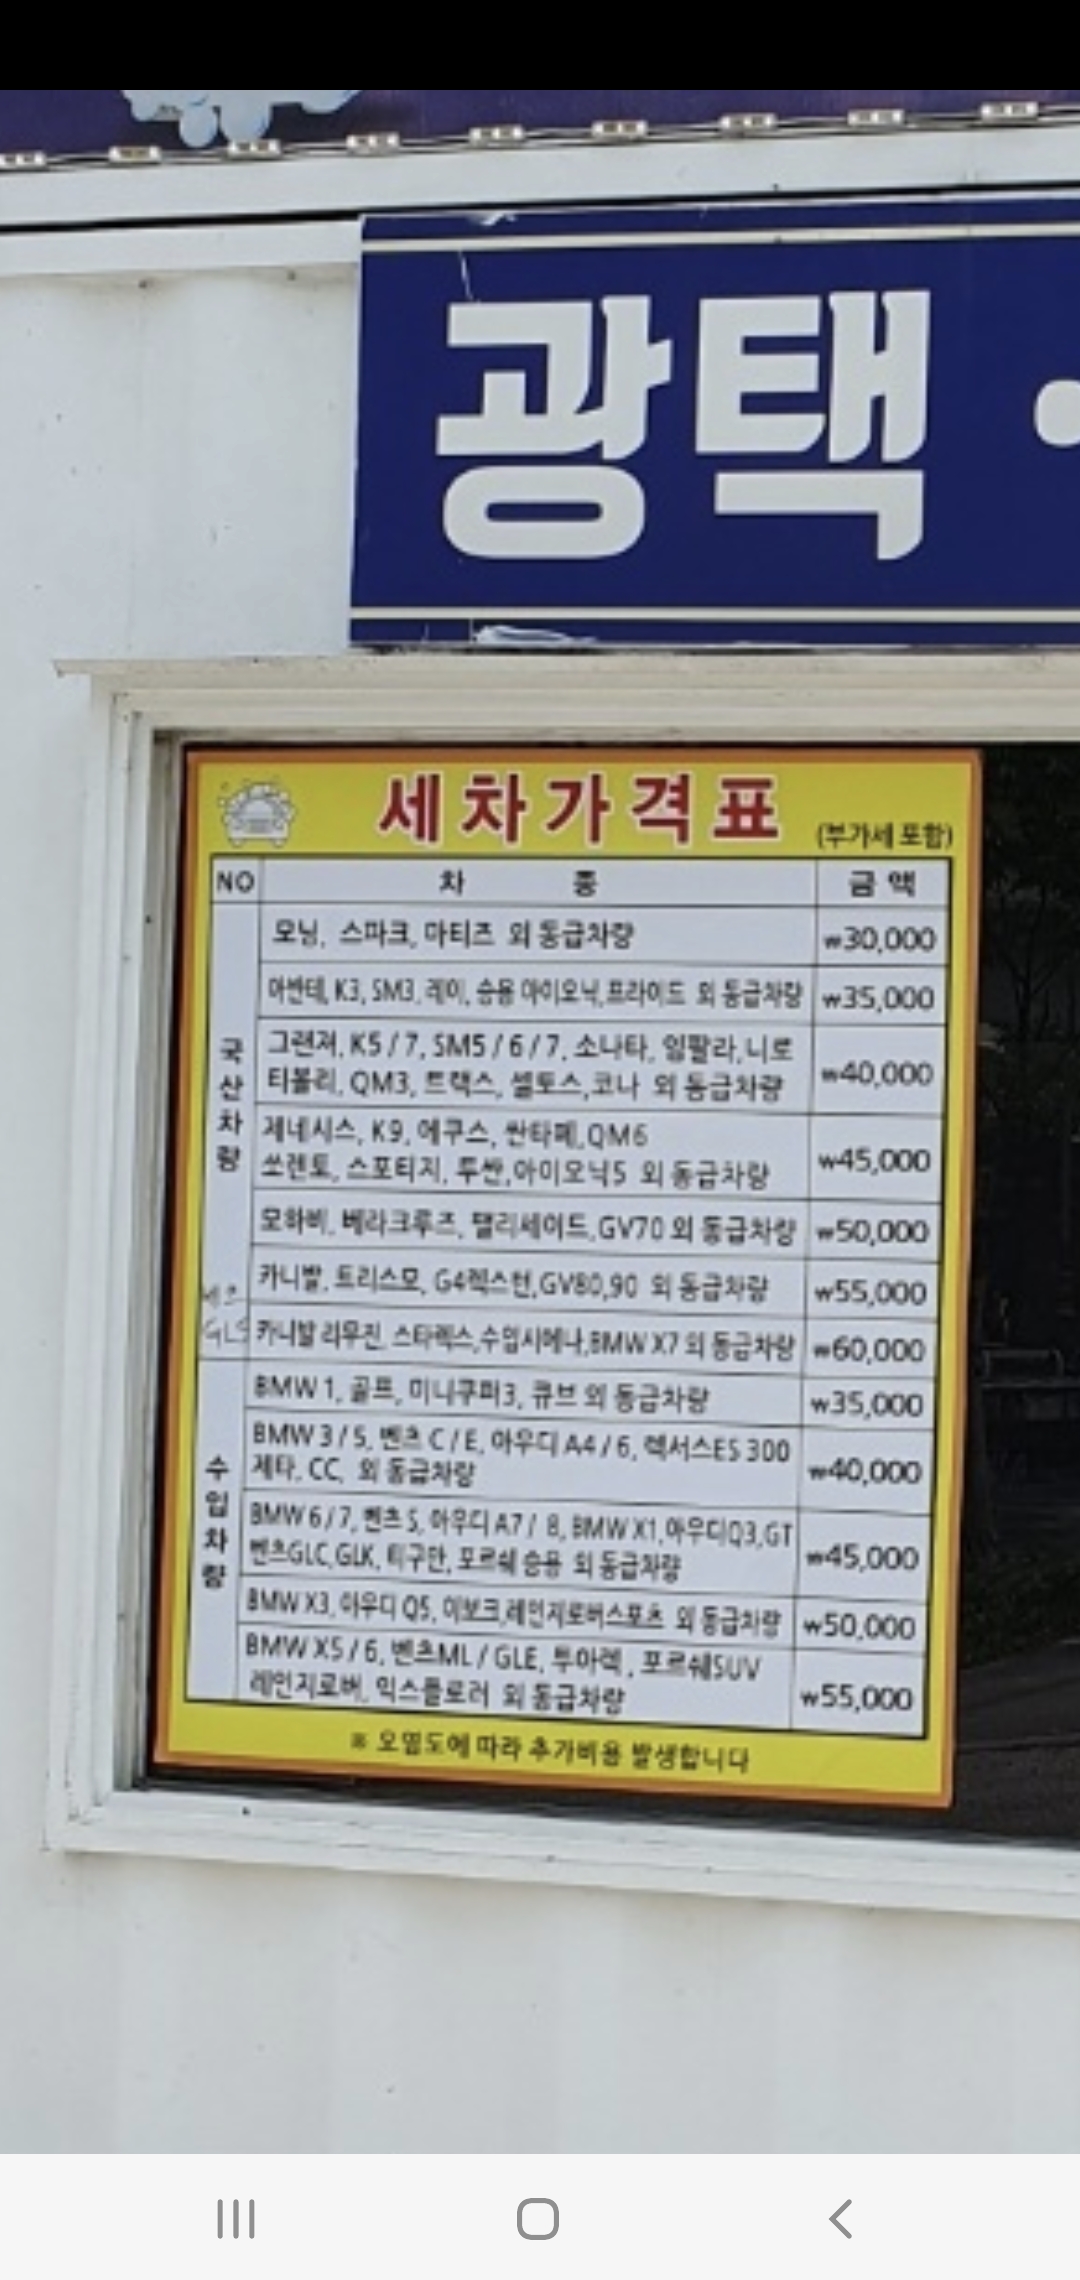 광택 ·
세차가격표
(부가세 포함)
NO 차 종 금 액
국산차량
모닝, 스파크, 마티즈 외 동급차량 ₩30,000
아반테, K3, SM3, 레이, 승용 아이오닉,프라이드 외 동급차량 ₩35,000
그랜져, K5 / 7, SM5 / 6 / 7, 소나타, 임팔라,니로
티볼리, QM3, 트랙스, 셀토스,코나 외 동급차량 ₩40,000
제네시스, K9, 에쿠스, 싼타페,QM6
쏘렌토, 스포티지, 투싼,아이오닉5 외 동급차량 ₩45,000
모하비, 베라크루즈, 팰리세이드,GV70 외 동급차량 ₩50,000
카니발, 트리스모, G4렉스턴,GV80,90 외 동급차량 ₩55,000
GLS
카니발 리무진, 스타렉스,수입시에나,BMW X7 외 동급차량 ₩60,000
수입차량
BMW 1, 골프, 미니쿠퍼3, 큐브 외 동급차량 ₩35,000
BMW 3 / 5, 벤츠 C / E, 아우디 A4 / 6, 렉서스ES 300
제타, CC, 외 동급차량 ₩40,000
BMW 6 / 7, 벤츠 S, 아우디 A7 / 8, BMW X1,아우디Q3,GT
벤츠GLC,GLK, 티구안, 포르쉐 승용 외 동급차량 ₩45,000
BMW X3, 아우디 Q5, 이보크,레인지로버스포츠 외 동급차량 ₩50,000
BMW X5 / 6, 벤츠ML / GLE, 투아렉, 포르쉐SUV
레인지로버, 익스플로러 외 동급차량 ₩55,000
※ 오염도에 따라 추가비용 발생합니다